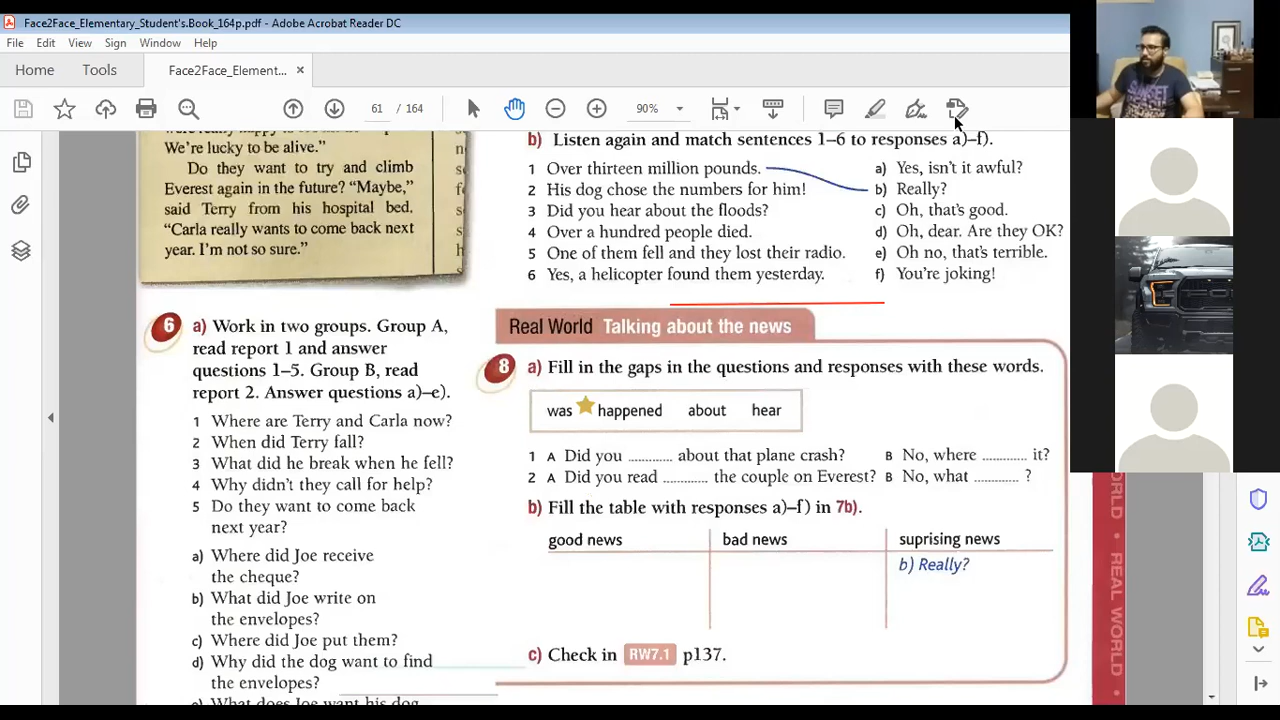 Face2Face_Elementary_Student's.Book_164p.pdf - Adobe Acrobat Reader DC
File Edit View Sign Window Help
Home Tools Face2Face_Element... ×
61 / 164 90%
We're lucky to be alive."
Do they want to try and climb
Everest again in the future? "Maybe,"
said Terry from his hospital bed.
"Carla really wants to come back next
year. I'm not so sure."
b) Listen again and match sentences 1–6 to responses a)–f).
1 Over thirteen million pounds. a) Yes, isn't it awful?
2 His dog chose the numbers for him! b) Really?
3 Did you hear about the floods? c) Oh, that's good.
4 Over a hundred people died. d) Oh, dear. Are they OK?
5 One of them fell and they lost their radio. e) Oh no, that's terrible.
6 Yes, a helicopter found them yesterday. f) You're joking!
6 a) Work in two groups. Group A,
read report 1 and answer
questions 1–5. Group B, read
report 2. Answer questions a)–e).
1 Where are Terry and Carla now?
2 When did Terry fall?
3 What did he break when he fell?
4 Why didn't they call for help?
5 Do they want to come back
next year?
a) Where did Joe receive
the cheque?
b) What did Joe write on
the envelopes?
c) Where did Joe put them?
d) Why did the dog want to find
the envelopes?
e) What does Joe want his dog
Real World Talking about the news
8 a) Fill in the gaps in the questions and responses with these words.
was happened about hear
1 A Did you ........... about that plane crash? B No, where ........... it?
2 A Did you read ........... the couple on Everest? B No, what ........... ?
b) Fill the table with responses a)–f) in 7b).
good news bad news suprising news
b) Really?
c) Check in RW7.1 p137.
WORLD • REAL WORLD •
SUNSET